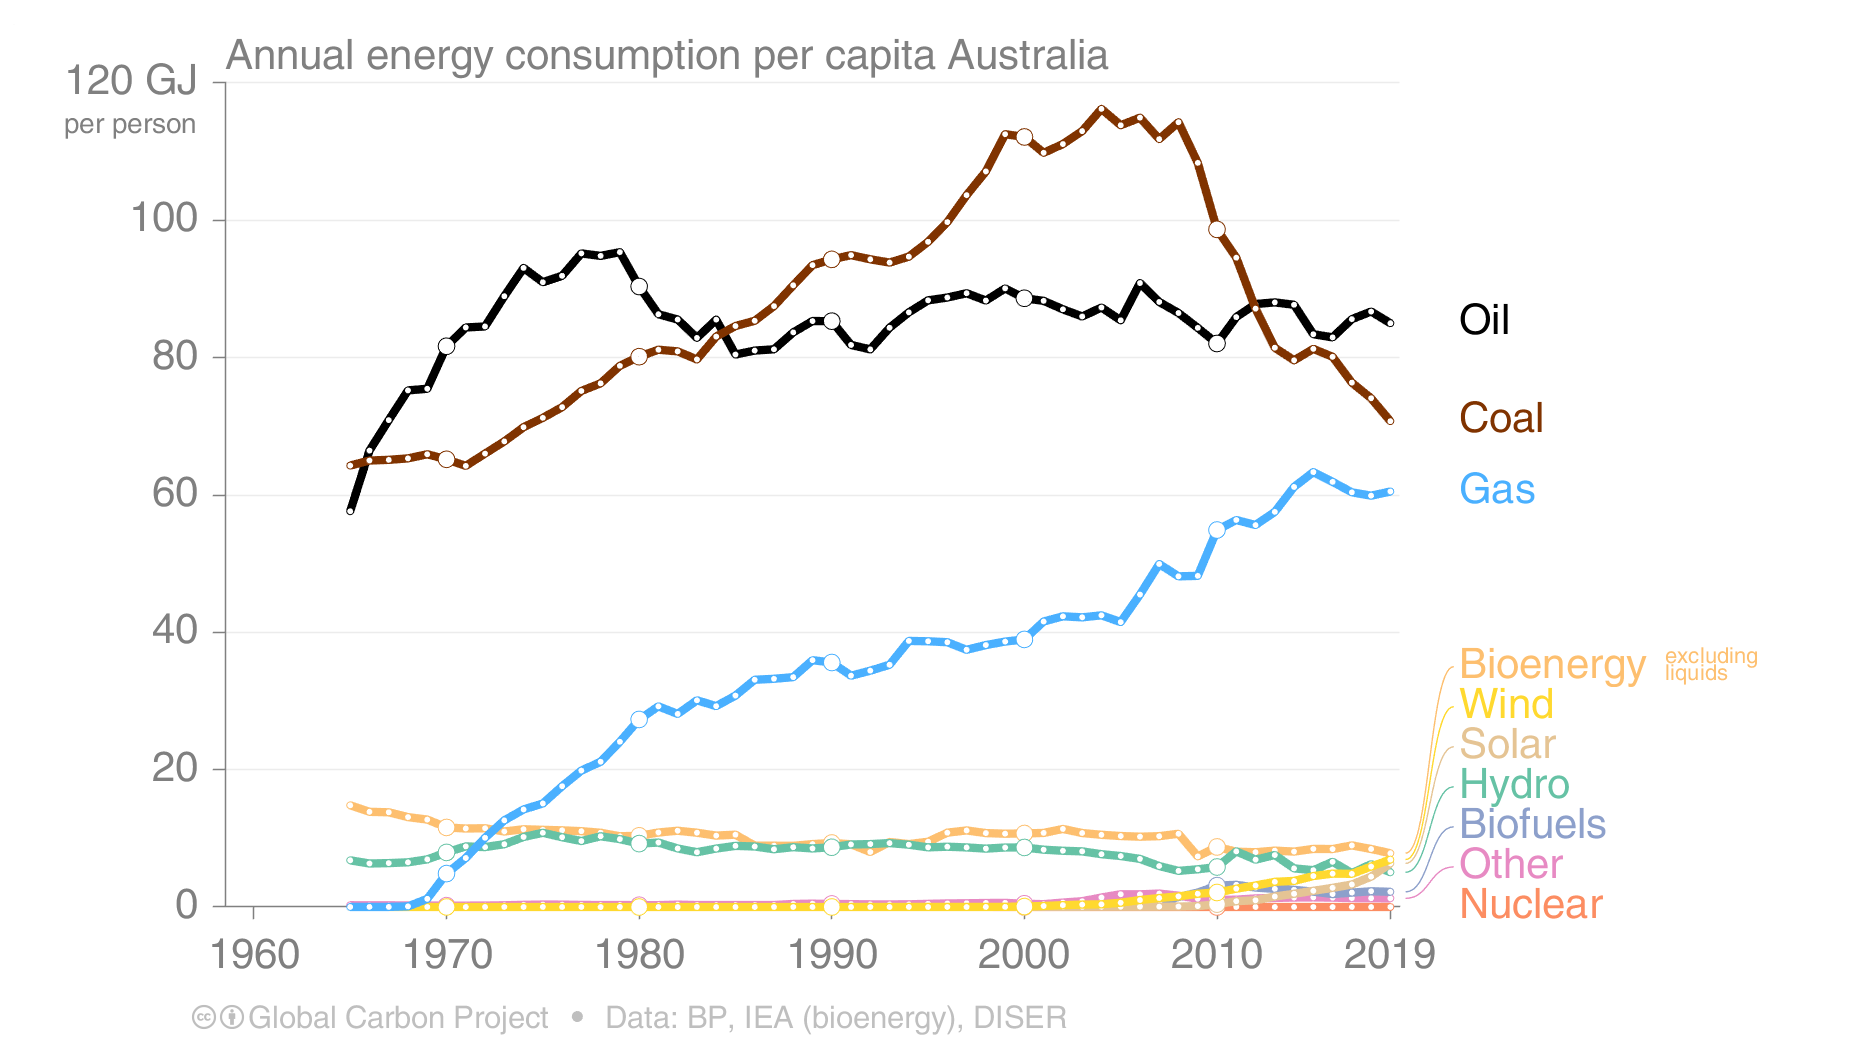 Annual energy consumption per capita Australia
120 GJ
per person
100
80
60
40
20
0
1960 1970 1980 1990 2000 2010 2019
Oil
Coal
Gas
Bioenergy excluding
liquids
Wind
Solar
Hydro
Biofuels
Other
Nuclear
cc Global Carbon Project • Data: BP, IEA (bioenergy), DISER